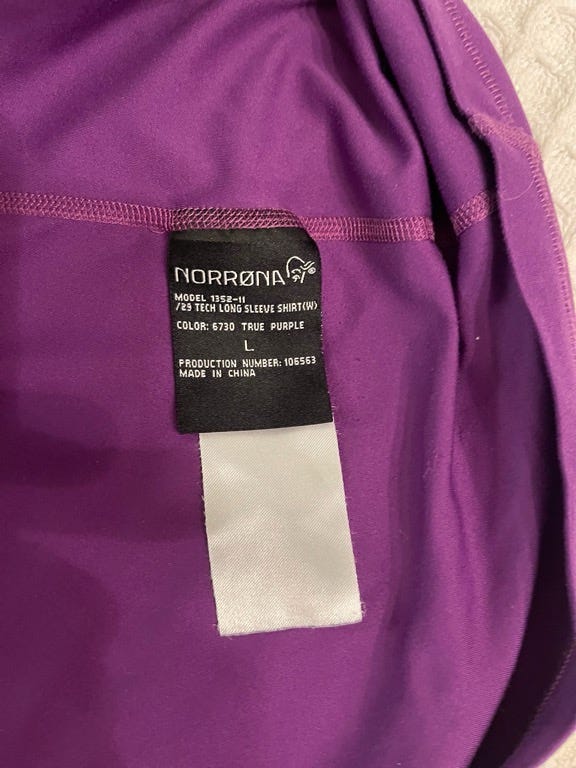 NORRØNA®
MODEL 1352-11
/29 TECH LONG SLEEVE SHIRT(W)
COLOR: 6730 TRUE PURPLE
L
PRODUCTION NUMBER: 106563
MADE IN CHINA